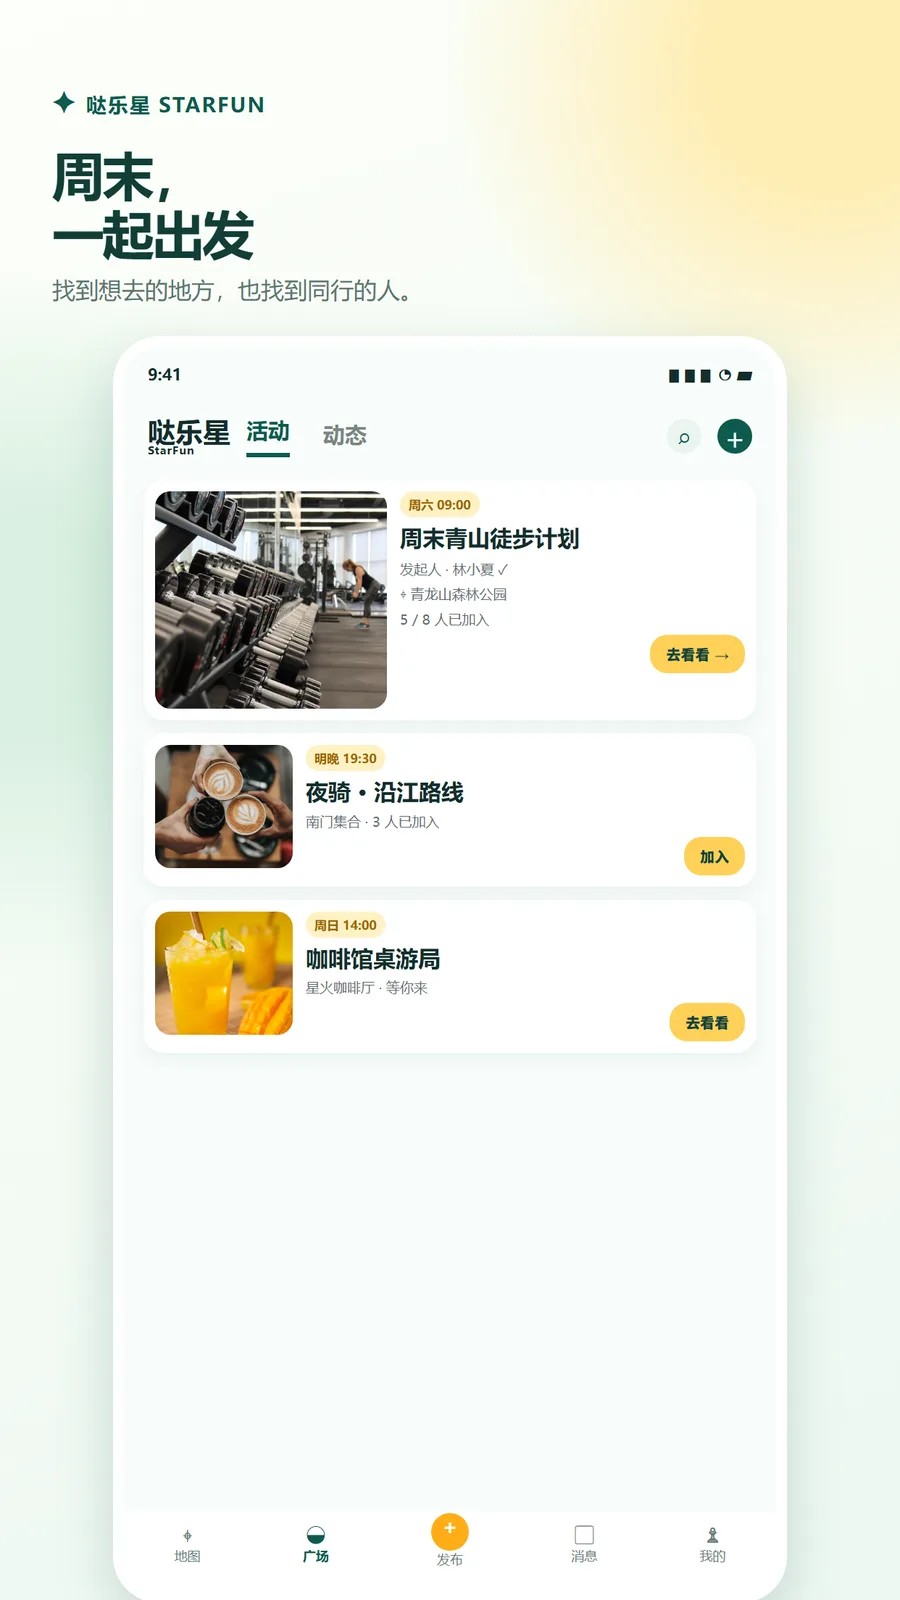 哒乐星 STARFUN
周末，
一起出发
找到想去的地方，也找到同行的人。
9:41
哒乐星 活动 动态
StarFun
周六 09:00
周末青山徒步计划
发起人 · 林小夏 ✓
青龙山森林公园
5 / 8 人已加入
去看看 →
明晚 19:30
夜骑 · 沿江路线
南门集合 · 3 人已加入
加入
周日 14:00
咖啡馆桌游局
星火咖啡厅 · 等你来
去看看
地图 广场 发布 消息 我的